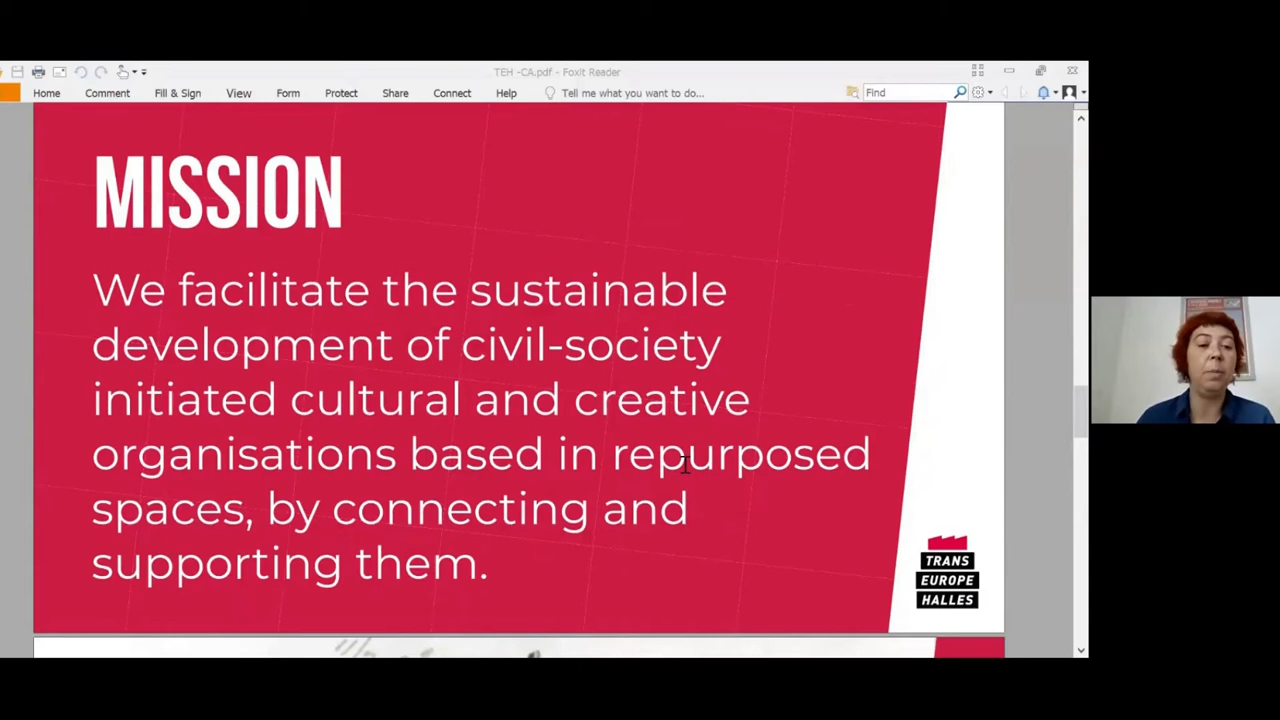 TEH -CA.pdf - Foxit Reader
Home Comment Fill & Sign View Form Protect Share Connect Help Tell me what you want to do... Find
MISSION
We facilitate the sustainable
development of civil-society
initiated cultural and creative
organisations based in repurposed
spaces, by connecting and
supporting them.
TRANS
EUROPE
HALLES